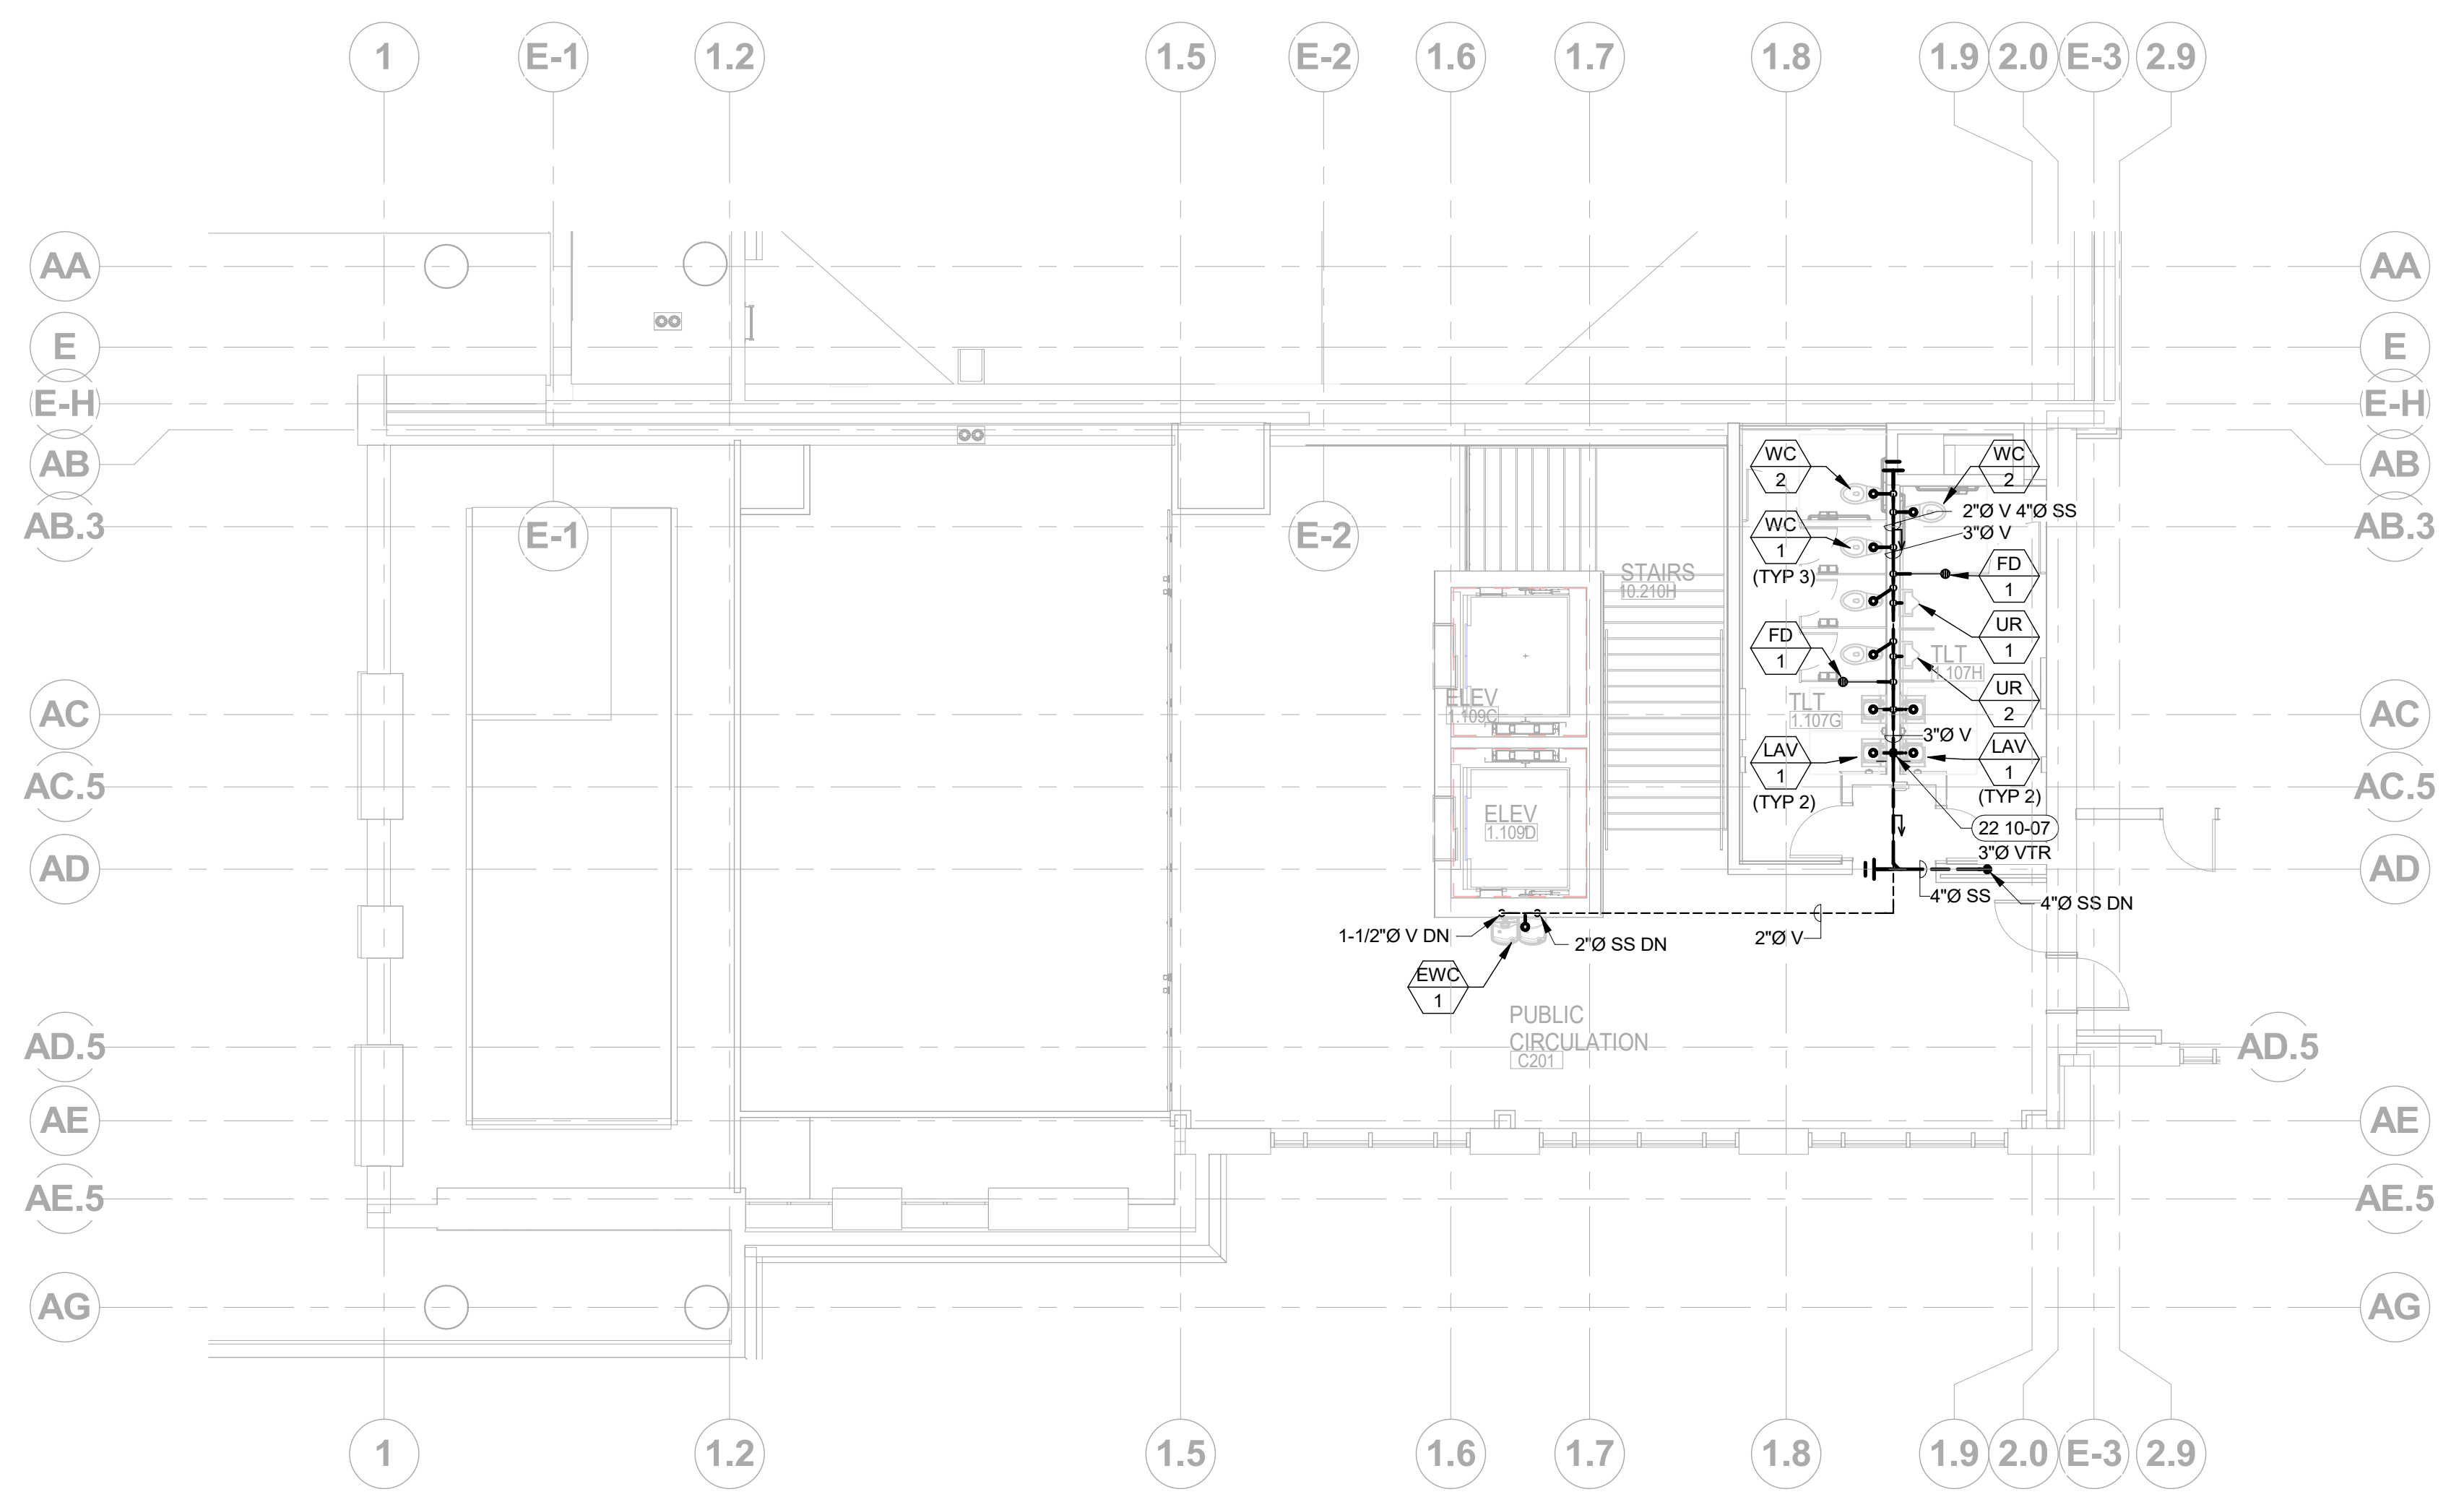 1
E-1
1.2
1.5
E-2
1.6
1.7
1.8
1.9
2.0
E-3
2.9
AA
AA
E
E
E-H
E-H
AB
AB
AB.3
AB.3
E-1
E-2
WC
2
WC
2
2"Ø V 4"Ø SS
3"Ø V
WC
1
(TYP 3)
FD
1
STAIRS
10.210H
UR
1
FD
1
TLT
1.107H
UR
2
AC
AC
ELEV
1.109C
TLT
1.107G
3"Ø V
LAV
1
(TYP 2)
LAV
1
(TYP 2)
AC.5
AC.5
ELEV
1.109D
22 10-07
3"Ø VTR
AD
AD
4"Ø SS
4"Ø SS DN
1-1/2"Ø V DN
2"Ø SS DN
2"Ø V
EWC
1
PUBLIC
CIRCULATION
C201
AD.5
AD.5
AE
AE
AE.5
AE.5
AG
AG
1
1.2
1.5
1.6
1.7
1.8
1.9
2.0
E-3
2.9